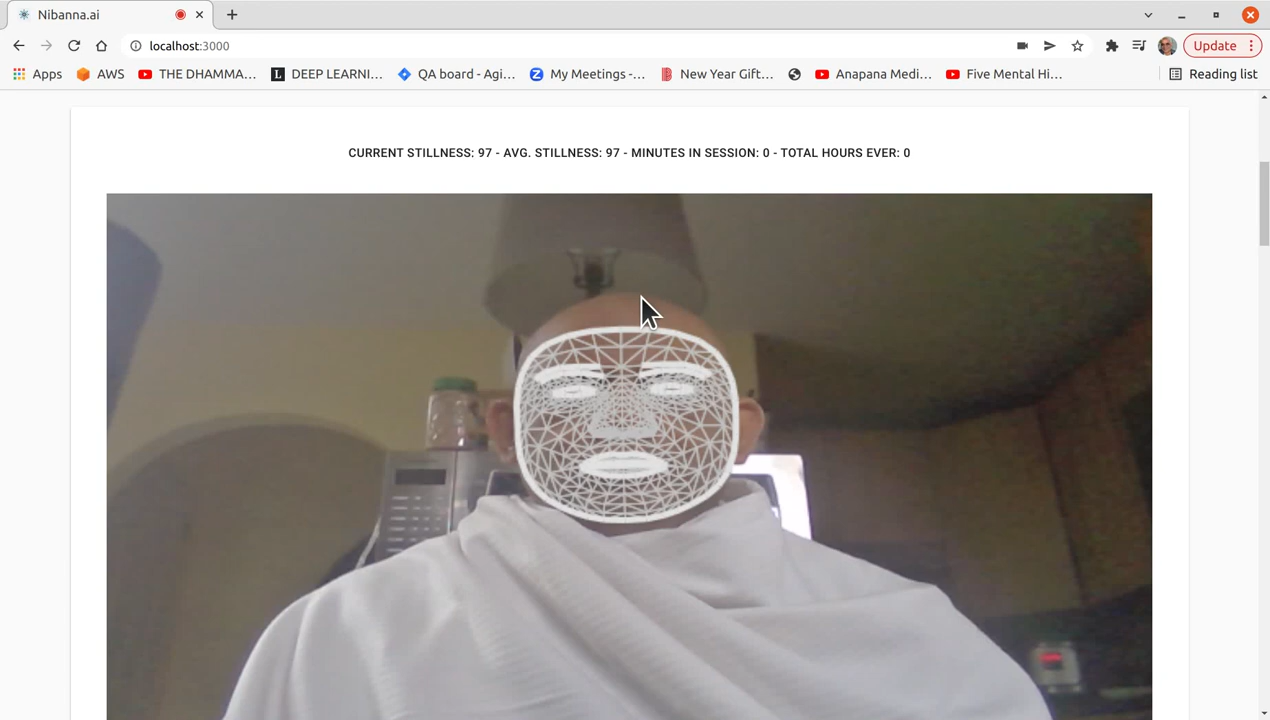 Nibanna.ai
localhost:3000
Update
Apps AWS THE DHAMMA... L DEEP LEARNI... QA board - Agi... My Meetings -... New Year Gift... Anapana Medi... Five Mental Hi... Reading list
CURRENT STILLNESS: 97 - AVG. STILLNESS: 97 - MINUTES IN SESSION: 0 - TOTAL HOURS EVER: 0